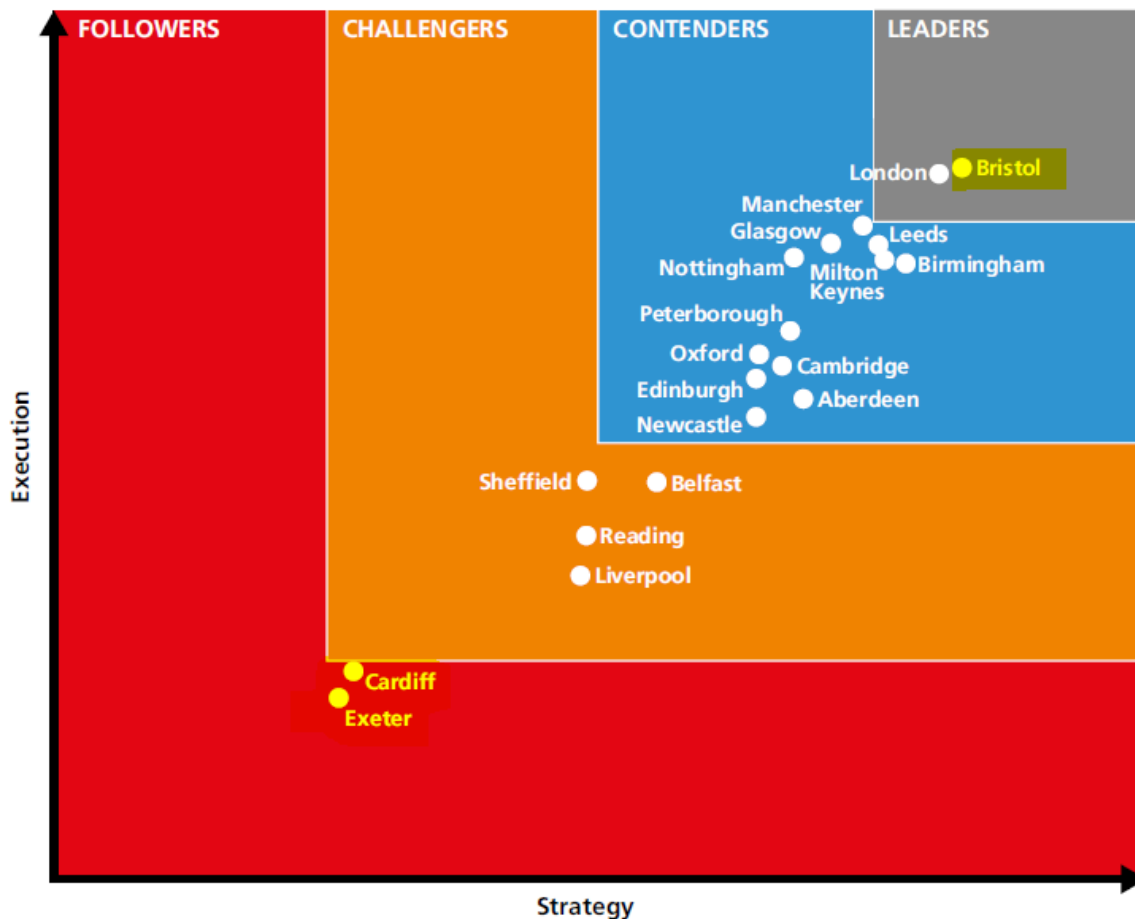 FOLLOWERS
CHALLENGERS
CONTENDERS
LEADERS
London
Bristol
Manchester
Glasgow
Leeds
Nottingham
Milton
Keynes
Birmingham
Peterborough
Oxford
Cambridge
Edinburgh
Aberdeen
Newcastle
Sheffield
Belfast
Reading
Liverpool
Cardiff
Exeter
Execution
Strategy